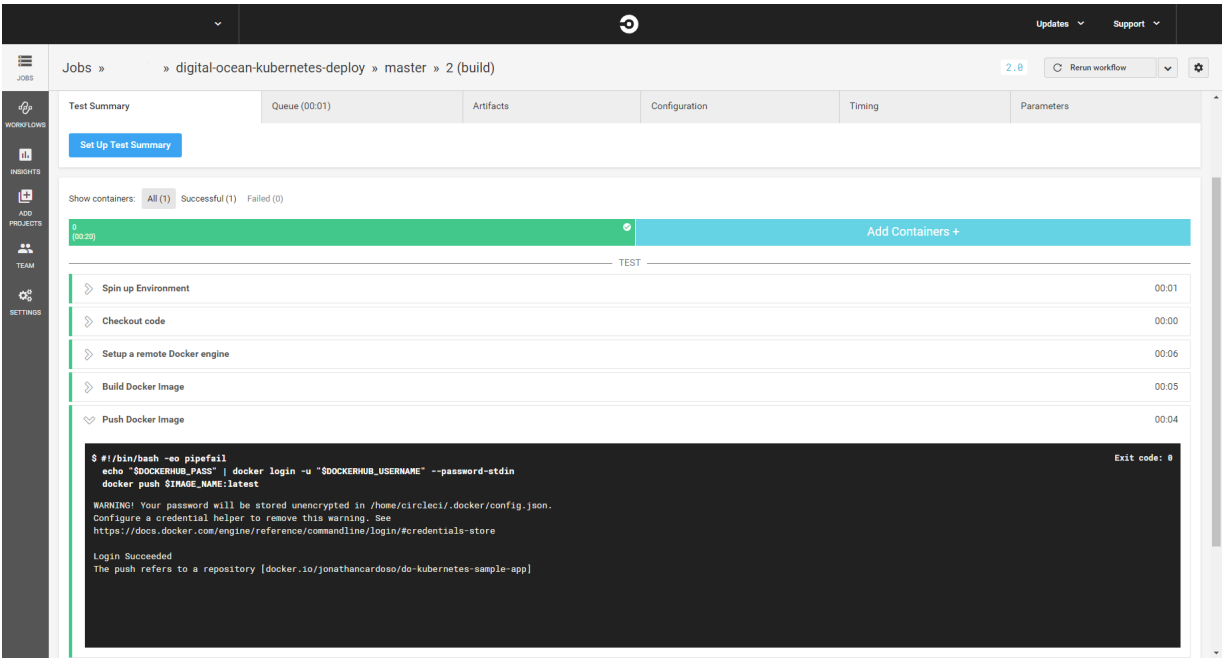 Updates
Support
JOBS
Jobs » » digital-ocean-kubernetes-deploy » master » 2 (build)
2.0
Rerun workflow
WORKFLOWS
INSIGHTS
ADD
PROJECTS
TEAM
SETTINGS
Test Summary
Queue (00:01)
Artifacts
Configuration
Timing
Parameters
Set Up Test Summary
Show containers: All (1) Successful (1) Failed (0)
0
(00:20)
Add Containers +
TEST
Spin up Environment 00:01
Checkout code 00:00
Setup a remote Docker engine 00:06
Build Docker Image 00:05
Push Docker Image 00:04
$ #!/bin/bash -eo pipefail Exit code: 0
echo "$DOCKERHUB_PASS" | docker login -u "$DOCKERHUB_USERNAME" --password-stdin
docker push $IMAGE_NAME:latest
WARNING! Your password will be stored unencrypted in /home/circleci/.docker/config.json.
Configure a credential helper to remove this warning. See
https://docs.docker.com/engine/reference/commandline/login/#credentials-store
Login Succeeded
The push refers to a repository [docker.io/jonathancardoso/do-kubernetes-sample-app]